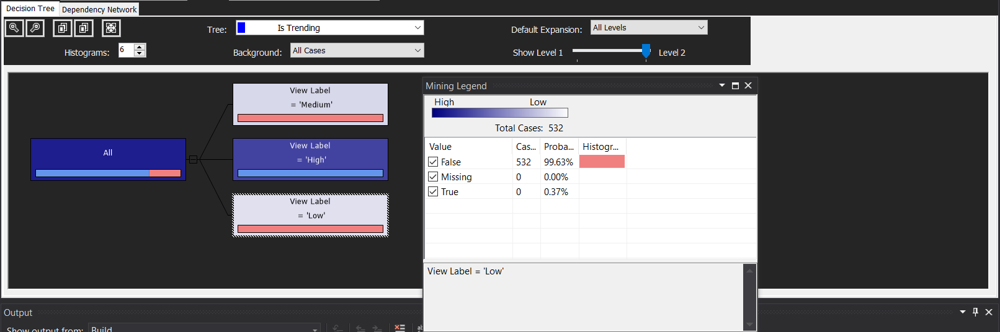 Decision Tree
Dependency Network
Tree: Is Trending
Default Expansion: All Levels
Histograms: 6
Background: All Cases
Show Level 1
Level 2
View Label
= 'Medium'
All
View Label
= 'High'
View Label
= 'Low'
Mining Legend
High Low
Total Cases: 532
Value Cas... Proba... Histogr...
False 532 99.63%
Missing 0 0.00%
True 0 0.37%
View Label = 'Low'
Output
Show output from: Build